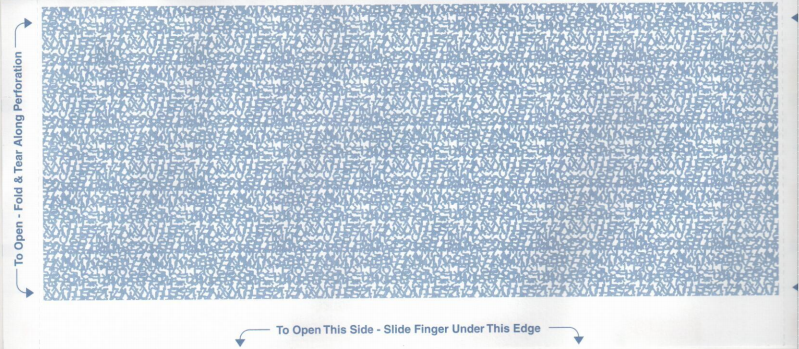 To Open - Fold & Tear Along Perforation
To Open This Side - Slide Finger Under This Edge